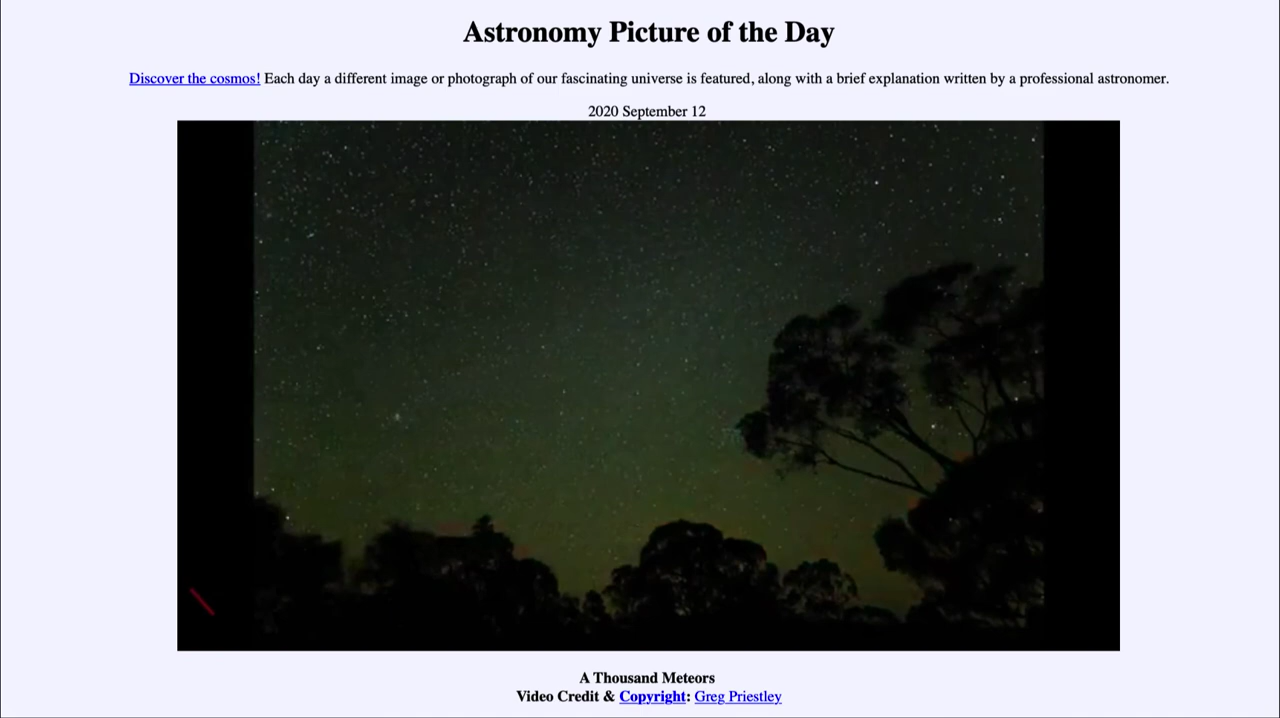 Astronomy Picture of the Day
Discover the cosmos! Each day a different image or photograph of our fascinating universe is featured, along with a brief explanation written by a professional astronomer.
2020 September 12
A Thousand Meteors
Video Credit & Copyright: Greg Priestley